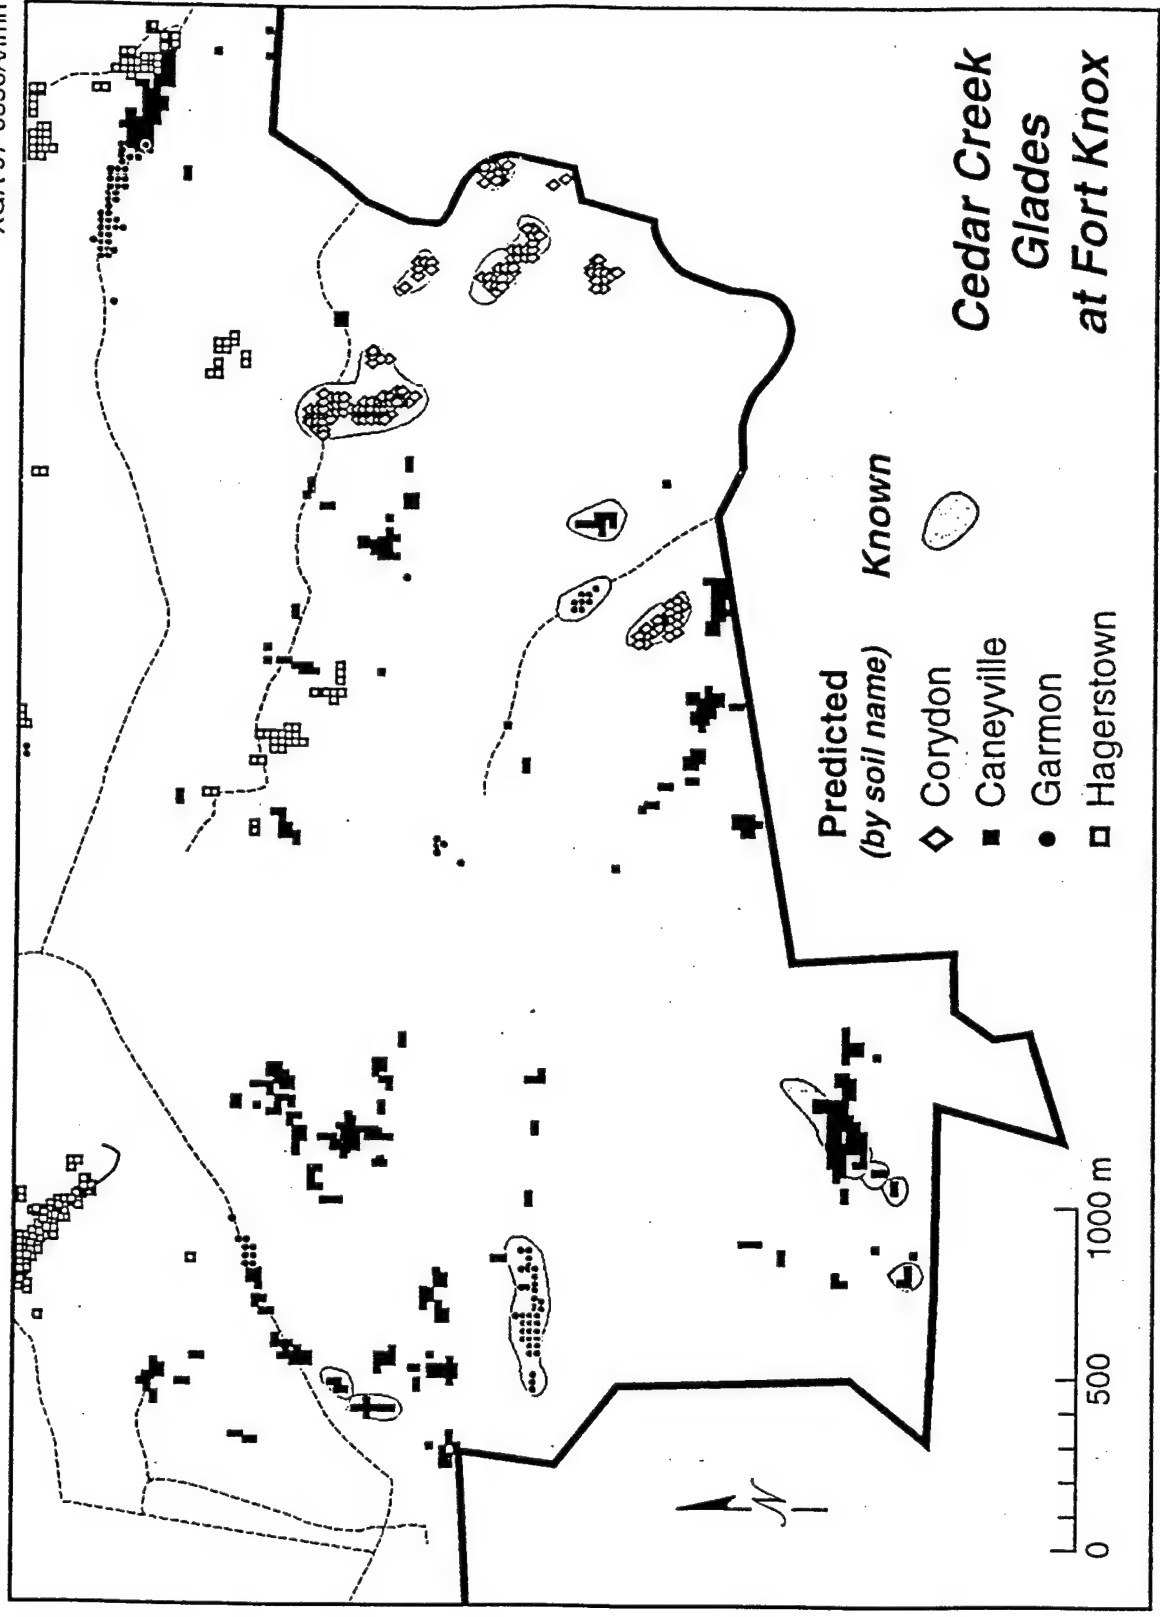 Cedar Creek
Glades
at Fort Knox
Predicted
(by soil name)
Known
Corydon
Caneyville
Garmon
Hagerstown
N
0
500
1000 m